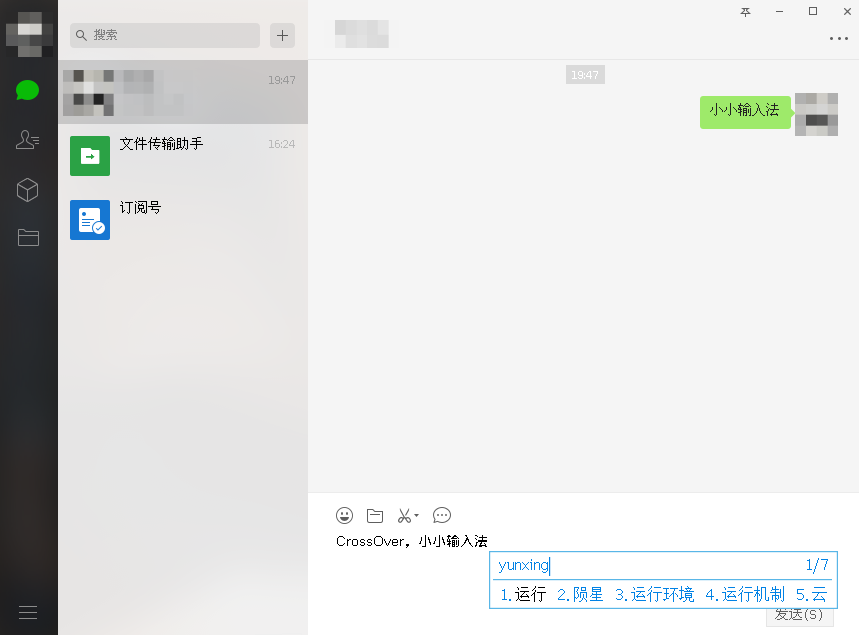 搜索
19:47
文件传输助手
16:24
订阅号
19:47
小小输入法
CrossOver，小小输入法
yunxing
1/7
1.运行 2.陨星 3.运行环境 4.运行机制 5.云
发送(S)